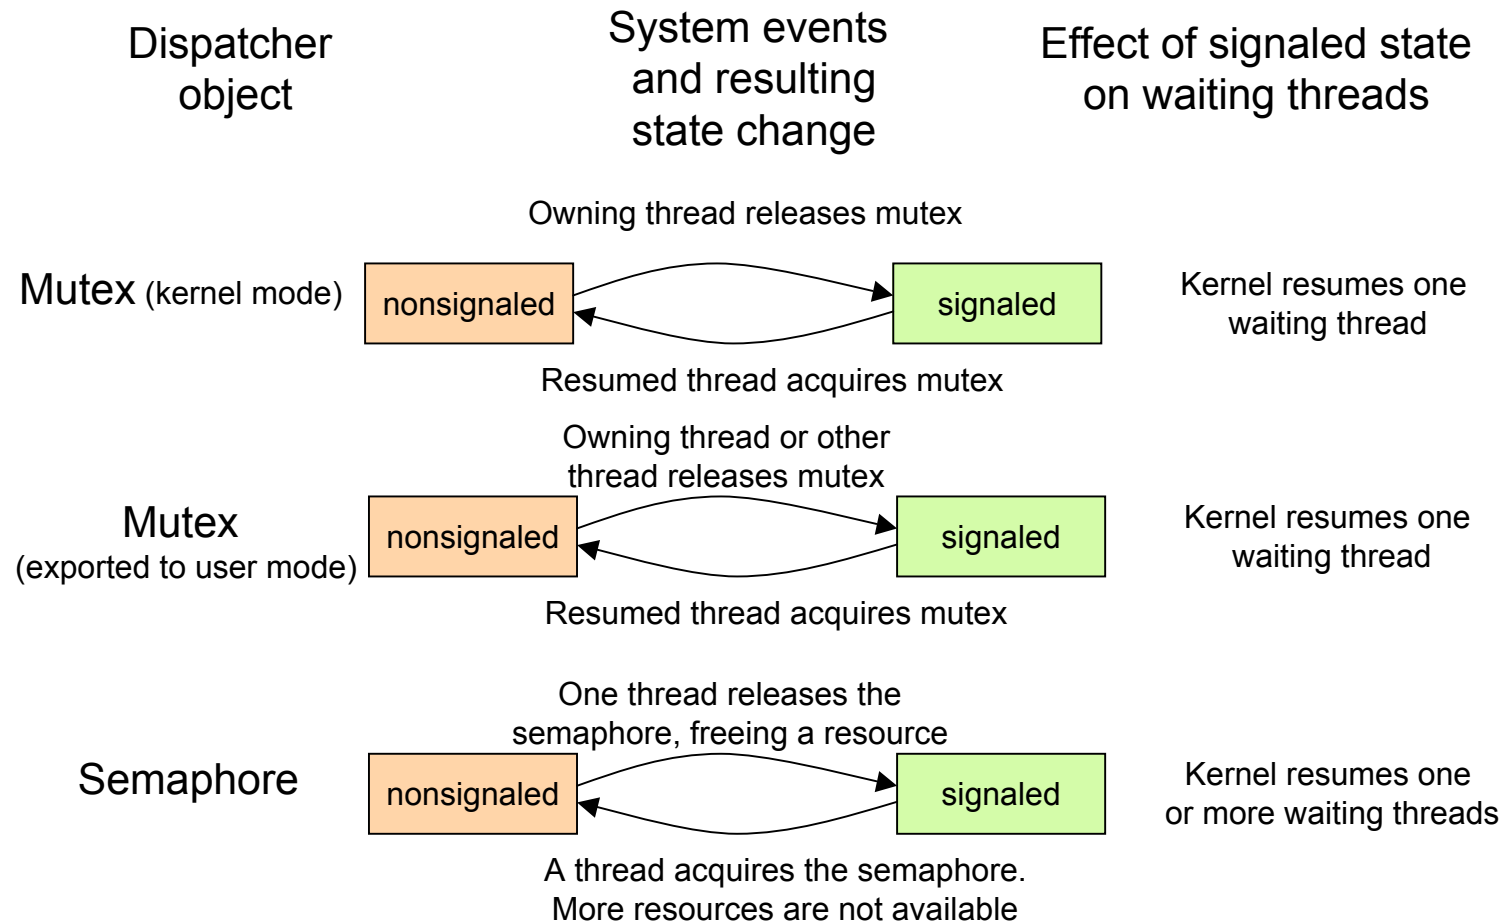 Dispatcher
object
System events
and resulting
state change
Effect of signaled state
on waiting threads
Owning thread releases mutex
Mutex (kernel mode)
nonsignaled
signaled
Kernel resumes one
waiting thread
Resumed thread acquires mutex
Owning thread or other
thread releases mutex
Mutex
(exported to user mode)
nonsignaled
signaled
Kernel resumes one
waiting thread
Resumed thread acquires mutex
One thread releases the
semaphore, freeing a resource
Semaphore
nonsignaled
signaled
Kernel resumes one
or more waiting threads
A thread acquires the semaphore.
More resources are not available